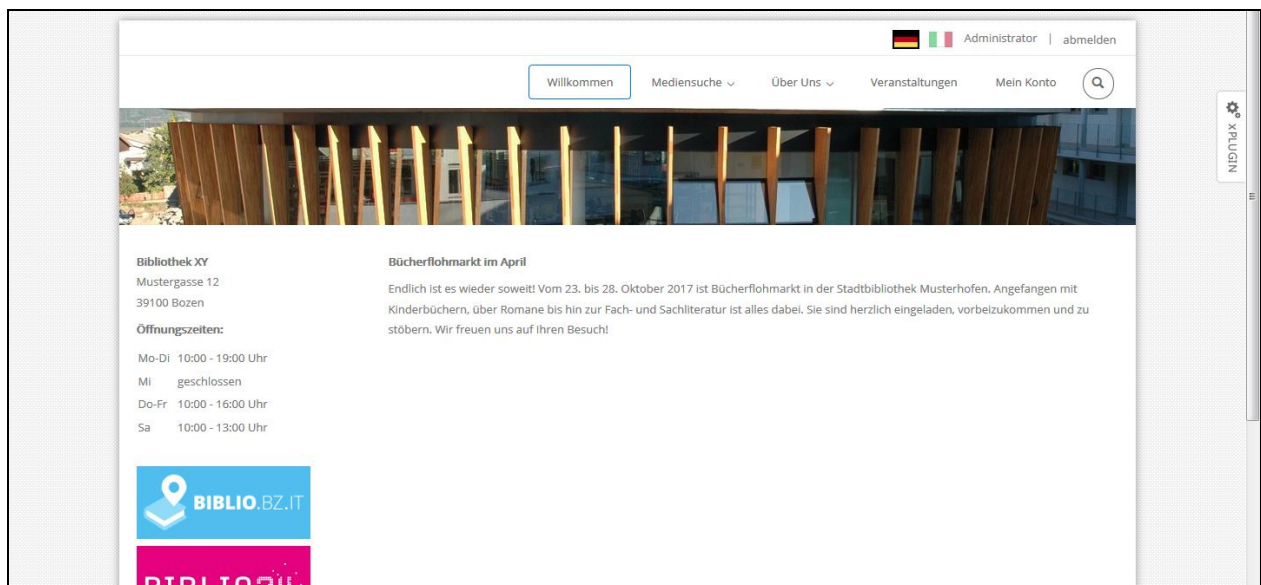 Administrator | abmelden
Willkommen Mediensuche Über Uns Veranstaltungen Mein Konto
XPLUGIN
Bibliothek XY
Mustergasse 12
39100 Bozen
Öffnungszeiten:
Mo-Di 10:00 - 19:00 Uhr
Mi geschlossen
Do-Fr 10:00 - 16:00 Uhr
Sa 10:00 - 13:00 Uhr
BIBLIO.BZ.IT
BIBLIO24
Bücherflohmarkt im April
Endlich ist es wieder soweit! Vom 23. bis 28. Oktober 2017 ist Bücherflohmarkt in der Stadtbibliothek Musterhofen. Angefangen mit
Kinderbüchern, über Romane bis hin zur Fach- und Sachliteratur ist alles dabei. Sie sind herzlich eingeladen, vorbeizukommen und zu
stöbern. Wir freuen uns auf Ihren Besuch!